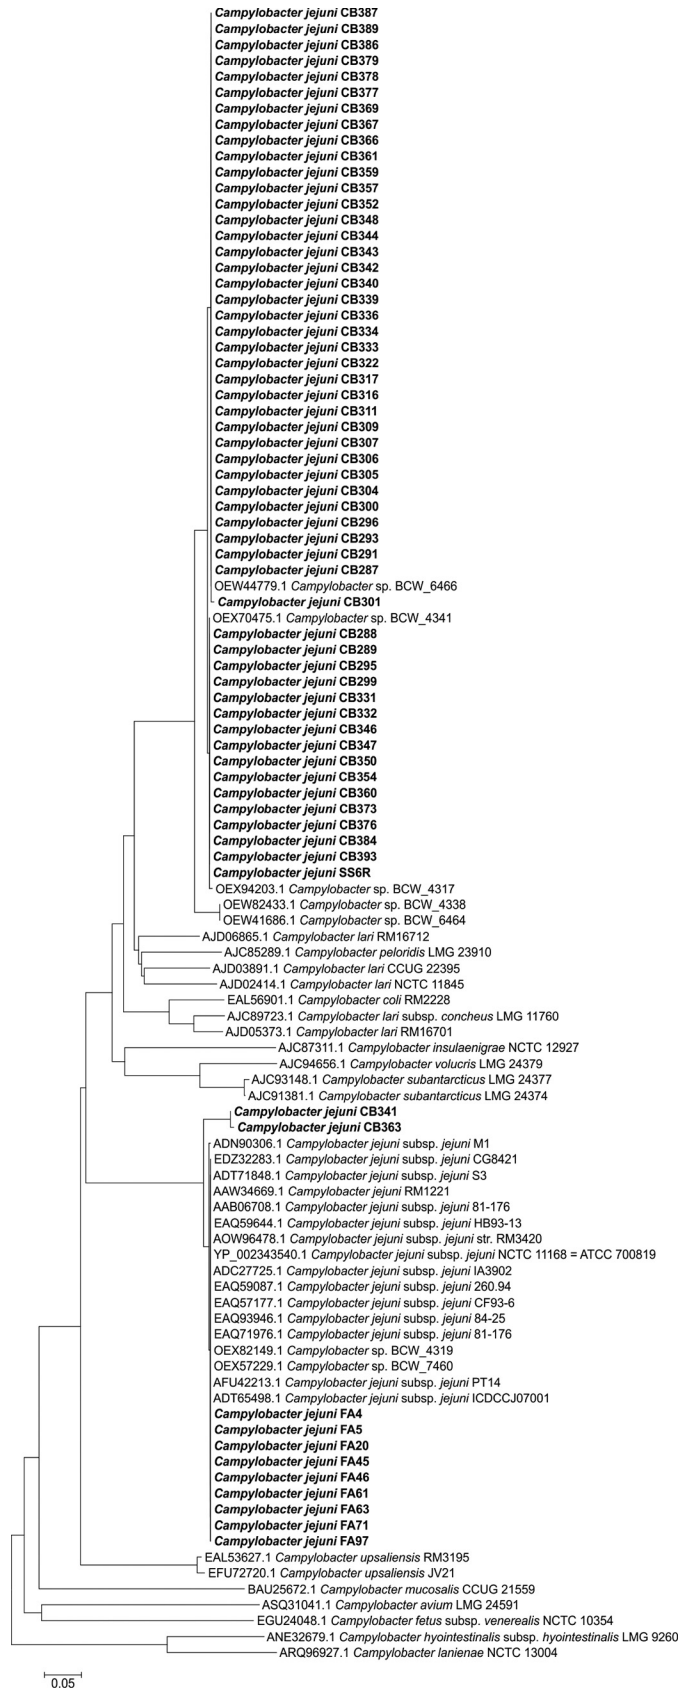 Campylobacter jejuni CB387
Campylobacter jejuni CB389
Campylobacter jejuni CB386
Campylobacter jejuni CB379
Campylobacter jejuni CB378
Campylobacter jejuni CB377
Campylobacter jejuni CB369
Campylobacter jejuni CB367
Campylobacter jejuni CB366
Campylobacter jejuni CB361
Campylobacter jejuni CB359
Campylobacter jejuni CB357
Campylobacter jejuni CB352
Campylobacter jejuni CB348
Campylobacter jejuni CB344
Campylobacter jejuni CB343
Campylobacter jejuni CB342
Campylobacter jejuni CB340
Campylobacter jejuni CB339
Campylobacter jejuni CB336
Campylobacter jejuni CB334
Campylobacter jejuni CB333
Campylobacter jejuni CB322
Campylobacter jejuni CB317
Campylobacter jejuni CB316
Campylobacter jejuni CB311
Campylobacter jejuni CB309
Campylobacter jejuni CB307
Campylobacter jejuni CB306
Campylobacter jejuni CB305
Campylobacter jejuni CB304
Campylobacter jejuni CB300
Campylobacter jejuni CB296
Campylobacter jejuni CB293
Campylobacter jejuni CB291
Campylobacter jejuni CB287
OEW44779.1 Campylobacter sp. BCW_6466
Campylobacter jejuni CB301
OEX70475.1 Campylobacter sp. BCW_4341
Campylobacter jejuni CB288
Campylobacter jejuni CB289
Campylobacter jejuni CB295
Campylobacter jejuni CB299
Campylobacter jejuni CB331
Campylobacter jejuni CB332
Campylobacter jejuni CB346
Campylobacter jejuni CB347
Campylobacter jejuni CB350
Campylobacter jejuni CB354
Campylobacter jejuni CB360
Campylobacter jejuni CB373
Campylobacter jejuni CB376
Campylobacter jejuni CB384
Campylobacter jejuni CB393
Campylobacter jejuni SS6R
OEX94203.1 Campylobacter sp. BCW_4317
OEW82433.1 Campylobacter sp. BCW_4338
OEW41686.1 Campylobacter sp. BCW_6464
AJD06865.1 Campylobacter lari RM16712
AJC85289.1 Campylobacter peloridis LMG 23910
AJD03891.1 Campylobacter lari CCUG 22395
AJD02414.1 Campylobacter lari NCTC 11845
EAL56901.1 Campylobacter coli RM2228
AJC89723.1 Campylobacter lari subsp. concheus LMG 11760
AJD05373.1 Campylobacter lari RM16701
AJC87311.1 Campylobacter insulaenigrae NCTC 12927
AJC94656.1 Campylobacter volucris LMG 24379
AJC93148.1 Campylobacter subantarcticus LMG 24377
AJC91381.1 Campylobacter subantarcticus LMG 24374
Campylobacter jejuni CB341
Campylobacter jejuni CB363
ADN90306.1 Campylobacter jejuni subsp. jejuni M1
EDZ32283.1 Campylobacter jejuni subsp. jejuni CG8421
ADT71848.1 Campylobacter jejuni subsp. jejuni S3
AAW34669.1 Campylobacter jejuni RM1221
AAB06708.1 Campylobacter jejuni subsp. jejuni 81-176
EAQ59644.1 Campylobacter jejuni subsp. jejuni HB93-13
AOW96478.1 Campylobacter jejuni subsp. jejuni str. RM3420
YP_002343540.1 Campylobacter jejuni subsp. jejuni NCTC 11168 = ATCC 700819
ADC27725.1 Campylobacter jejuni subsp. jejuni IA3902
EAQ59087.1 Campylobacter jejuni subsp. jejuni 260.94
EAQ57177.1 Campylobacter jejuni subsp. jejuni CF93-6
EAQ93946.1 Campylobacter jejuni subsp. jejuni 84-25
EAQ71976.1 Campylobacter jejuni subsp. jejuni 81-176
OEX82149.1 Campylobacter sp. BCW_4319
OEX57229.1 Campylobacter sp. BCW_7460
AFU42213.1 Campylobacter jejuni subsp. jejuni PT14
ADT65498.1 Campylobacter jejuni subsp. jejuni ICDCCJ07001
Campylobacter jejuni FA4
Campylobacter jejuni FA5
Campylobacter jejuni FA20
Campylobacter jejuni FA45
Campylobacter jejuni FA46
Campylobacter jejuni FA61
Campylobacter jejuni FA63
Campylobacter jejuni FA71
Campylobacter jejuni FA97
EAL53627.1 Campylobacter upsaliensis RM3195
EFU72720.1 Campylobacter upsaliensis JV21
BAU25672.1 Campylobacter mucosalis CCUG 21559
ASQ31041.1 Campylobacter avium LMG 24591
EGU24048.1 Campylobacter fetus subsp. venerealis NCTC 10354
ANE32679.1 Campylobacter hyointestinalis subsp. hyointestinalis LMG 9260
ARQ96927.1 Campylobacter lanienae NCTC 13004
0.05